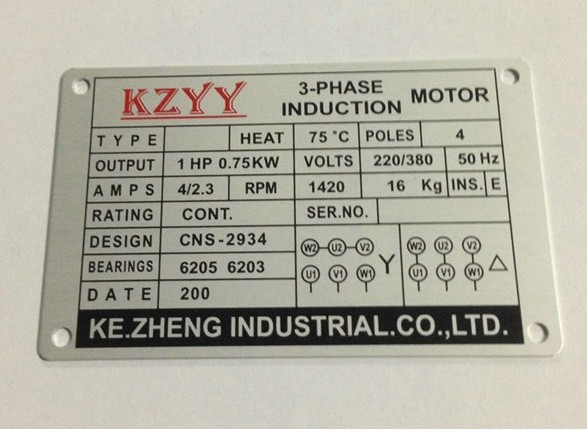 KZYY 3-PHASE INDUCTION MOTOR
TYPE HEAT 75 °C POLES 4
OUTPUT 1 HP 0.75KW VOLTS 220/380 50 Hz
AMPS 4/2.3 RPM 1420 16 Kg INS. E
RATING CONT. SER.NO.
DESIGN CNS-2934
BEARINGS 6205 6203
DATE 200
W2 U2 V2 W2 U2 V2
U1 V1 W1 Y U1 V1 W1 △
KE.ZHENG INDUSTRIAL.CO.,LTD.